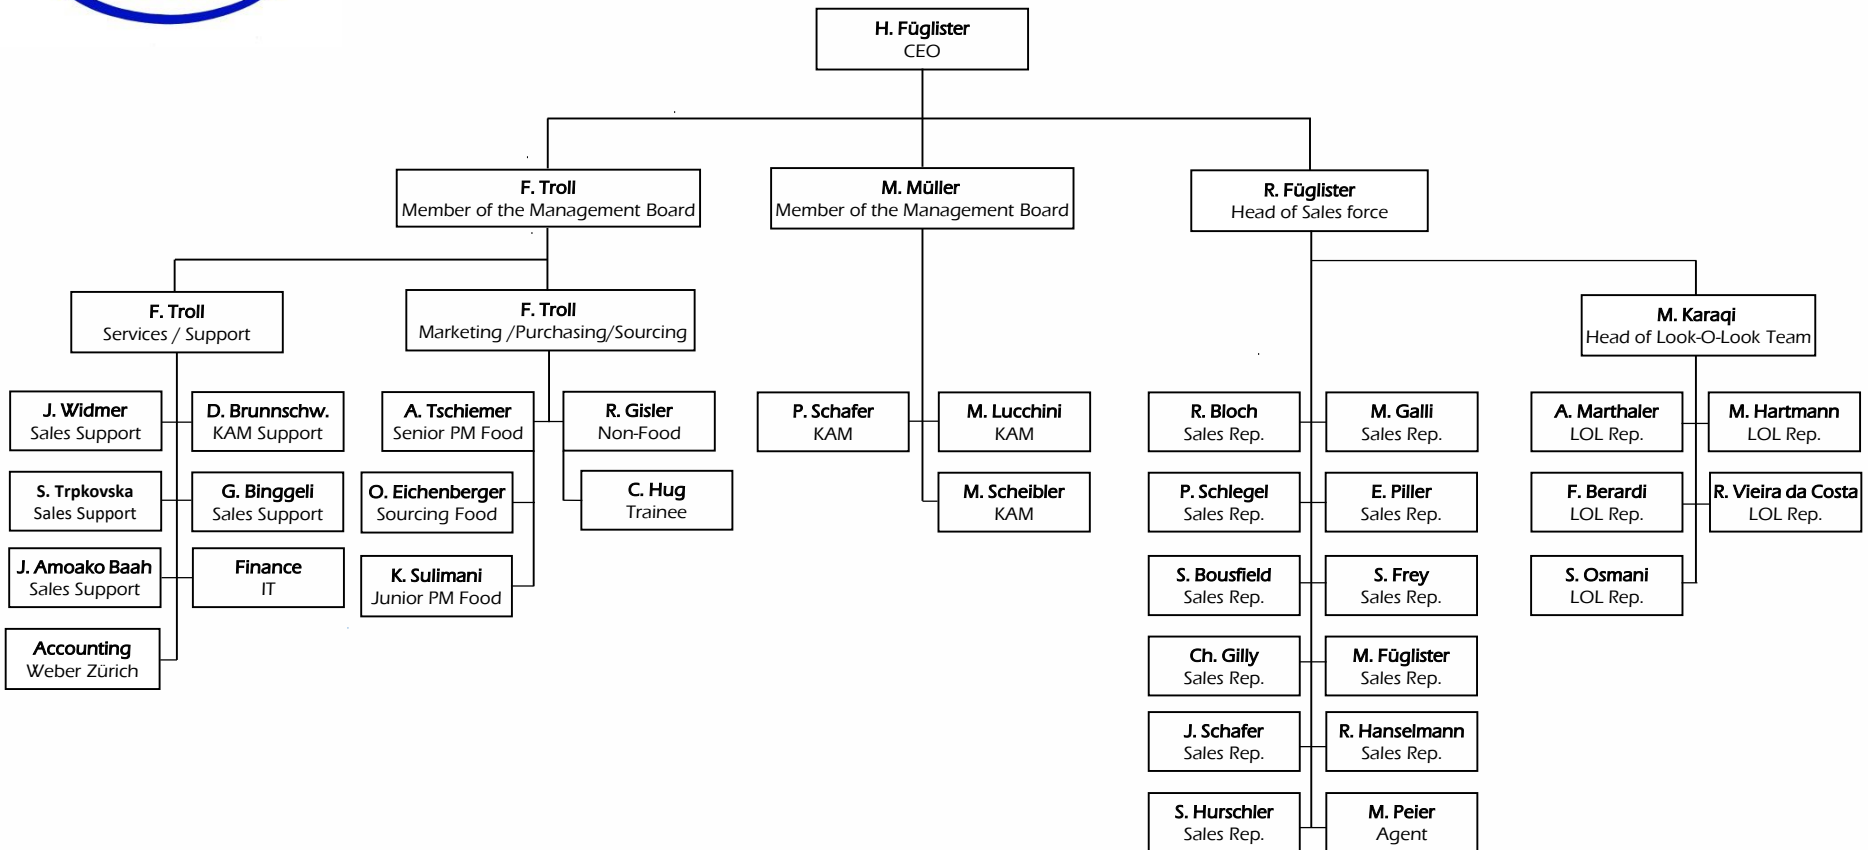 H. Füglister
CEO
F. Troll
Member of the Management Board
M. Müller
Member of the Management Board
R. Füglister
Head of Sales force
F. Troll
Services / Support
F. Troll
Marketing /Purchasing/Sourcing
M. Karaqi
Head of Look-O-Look Team
J. Widmer
Sales Support
D. Brunnschw.
KAM Support
A. Tschiemer
Senior PM Food
R. Gisler
Non-Food
P. Schafer
KAM
M. Lucchini
KAM
R. Bloch
Sales Rep.
M. Galli
Sales Rep.
A. Marthaler
LOL Rep.
M. Hartmann
LOL Rep.
S. Trpkovska
Sales Support
G. Binggeli
Sales Support
O. Eichenberger
Sourcing Food
C. Hug
Trainee
M. Scheibler
KAM
P. Schlegel
Sales Rep.
E. Piller
Sales Rep.
F. Berardi
LOL Rep.
R. Vieira da Costa
LOL Rep.
J. Amoako Baah
Sales Support
Finance
IT
K. Sulimani
Junior PM Food
S. Bousfield
Sales Rep.
S. Frey
Sales Rep.
S. Osmani
LOL Rep.
Accounting
Weber Zürich
Ch. Gilly
Sales Rep.
M. Füglister
Sales Rep.
J. Schafer
Sales Rep.
R. Hanselmann
Sales Rep.
S. Hurschler
Sales Rep.
M. Peier
Agent